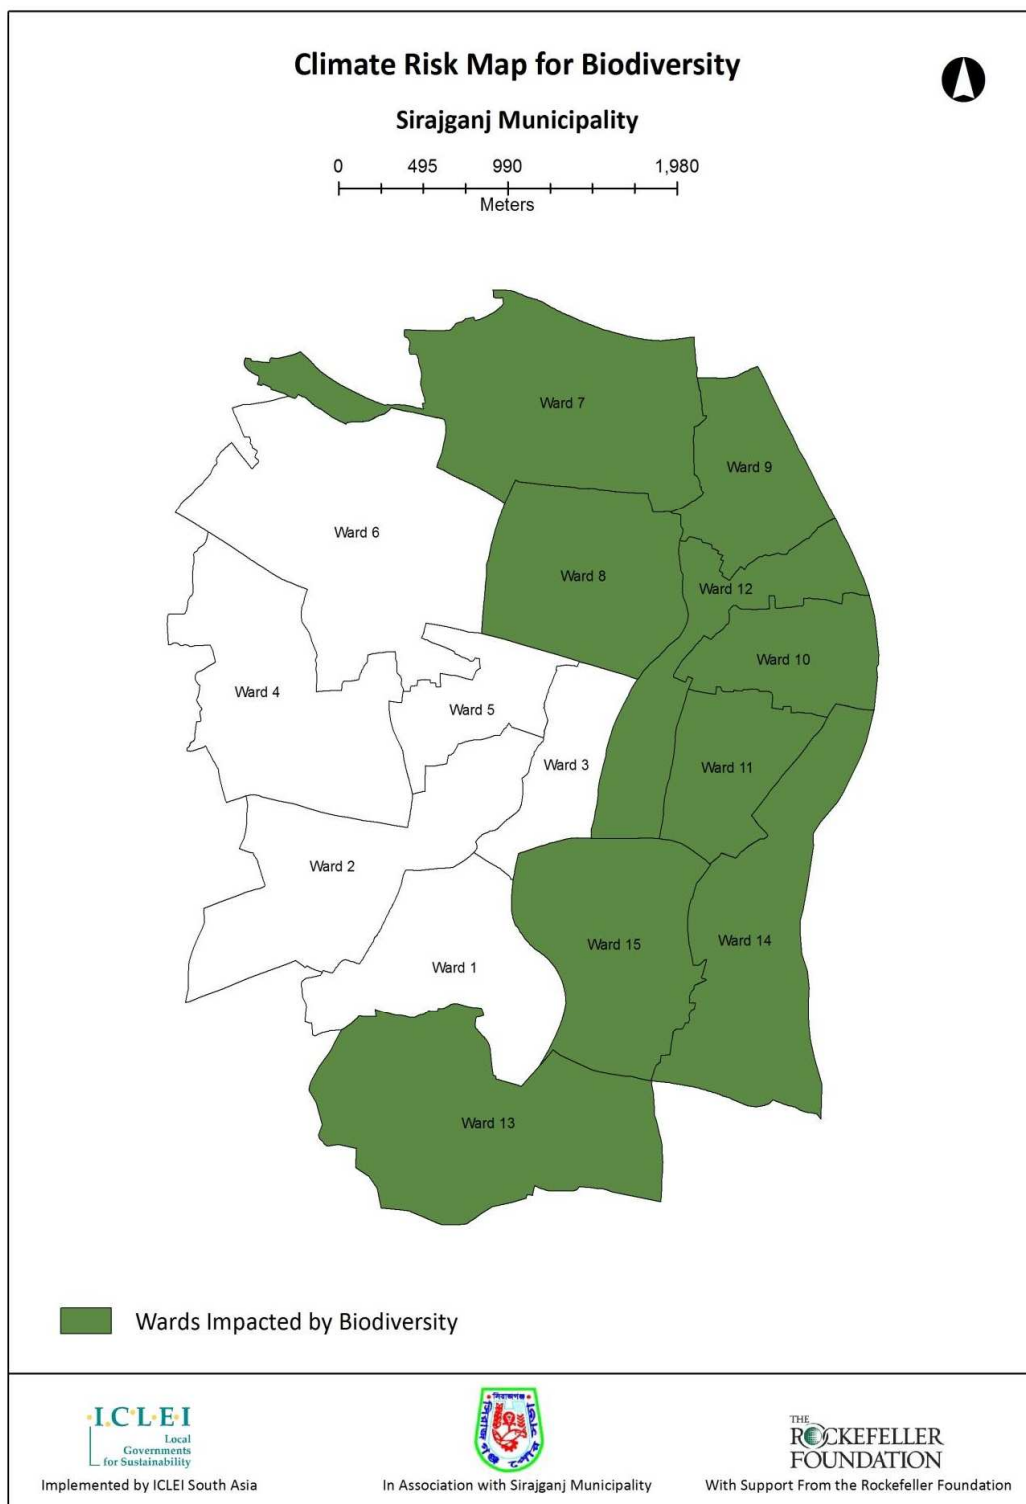 Climate Risk Map for Biodiversity
Sirajganj Municipality
0 495 990 1,980
Meters
Ward 7
Ward 9
Ward 6
Ward 8
Ward 12
Ward 10
Ward 4
Ward 5
Ward 3
Ward 11
Ward 2
Ward 15
Ward 14
Ward 1
Ward 13
Wards Impacted by Biodiversity
I.C.L.E.I
Local
Governments
for Sustainability
Implemented by ICLEI South Asia
সিরাজগঞ্জ
In Association with Sirajganj Municipality
THE
ROCKEFELLER
FOUNDATION
With Support From the Rockefeller Foundation